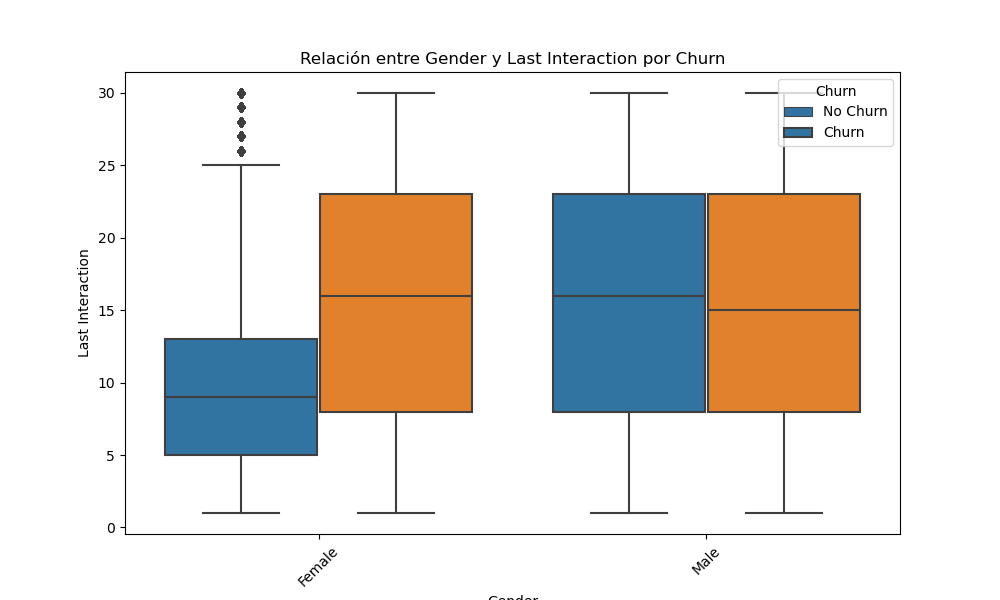 Relación entre Gender y Last Interaction por Churn
Last Interaction
30
25
20
15
10
5
0
Churn
No Churn
Churn
Female
Male
Gender